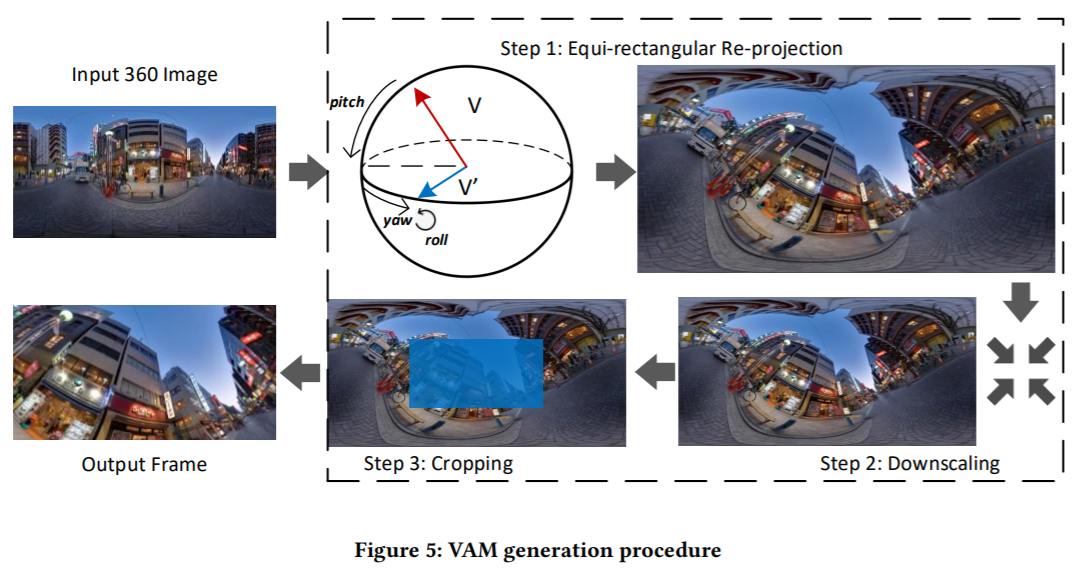 Step 1: Equi-rectangular Re-projection
Input 360 Image
pitch
V
V'
yaw
roll
Output Frame
Step 3: Cropping
Step 2: Downscaling
Figure 5: VAM generation procedure